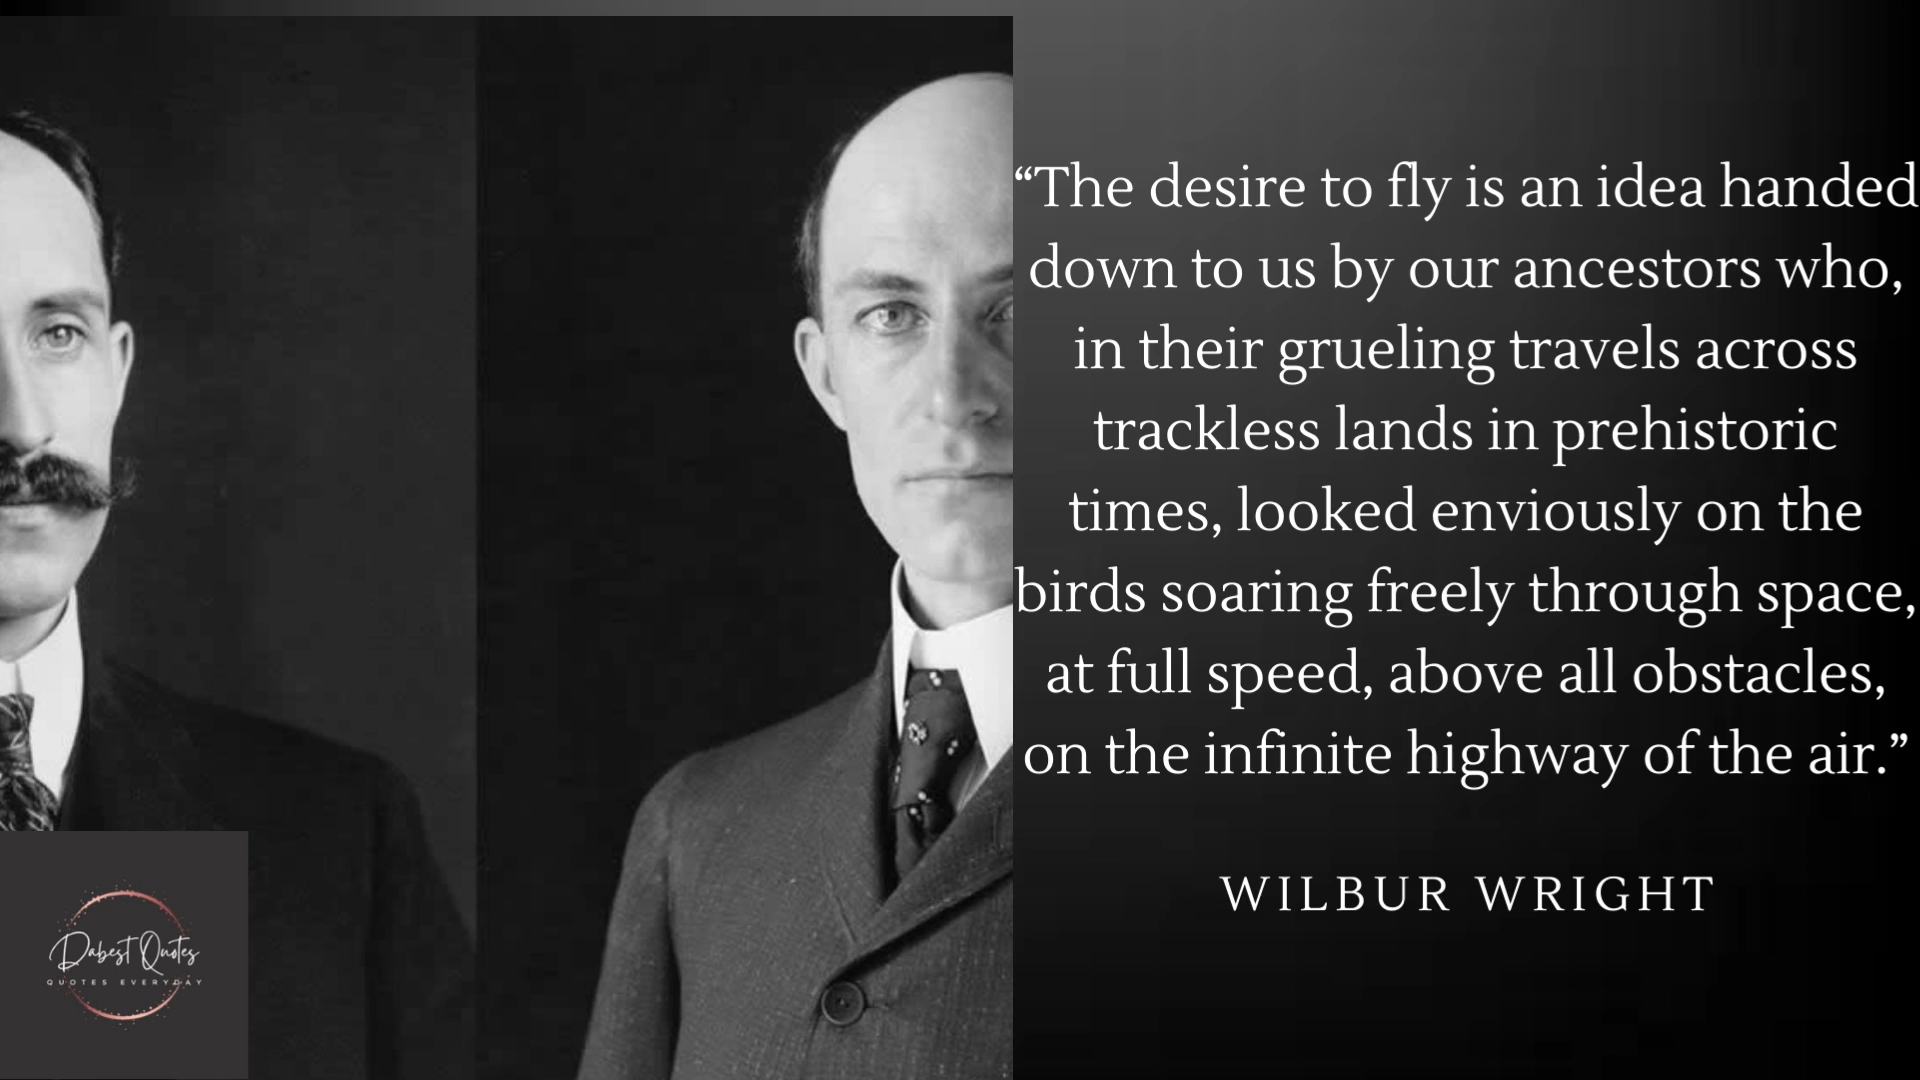 “The desire to fly is an idea handed
down to us by our ancestors who,
in their grueling travels across
trackless lands in prehistoric
times, looked enviously on the
birds soaring freely through space,
at full speed, above all obstacles,
on the infinite highway of the air.”
WILBUR WRIGHT
Dabest Quotes
QUOTES EVERYDAY